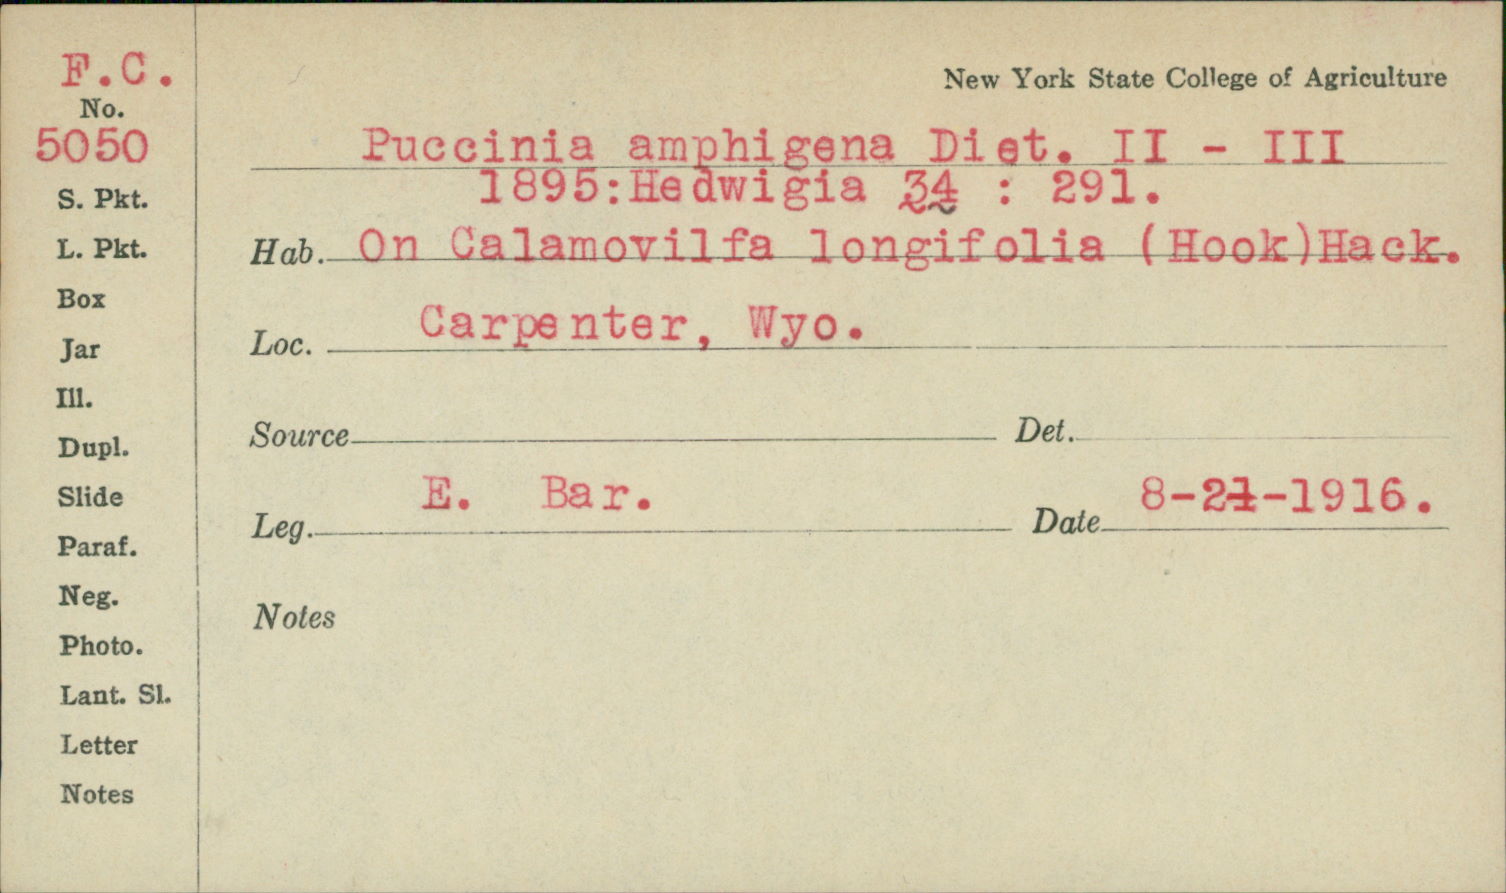 F.C.
New York State College of Agriculture
No.
5050
Puccinia amphigena Diet. II - III
1895:Hedwigia 34 : 291.
S. Pkt.
L. Pkt.
Hab. On Calamovilfa longifolia (Hook)Hack.
Box
Jar
Loc. Carpenter, Wyo.
Ill.
Dupl.
Source Det.
Slide
Leg. E. Bar. Date 8-21-1916.
Paraf.
Neg.
Notes
Photo.
Lant. Sl.
Letter
Notes